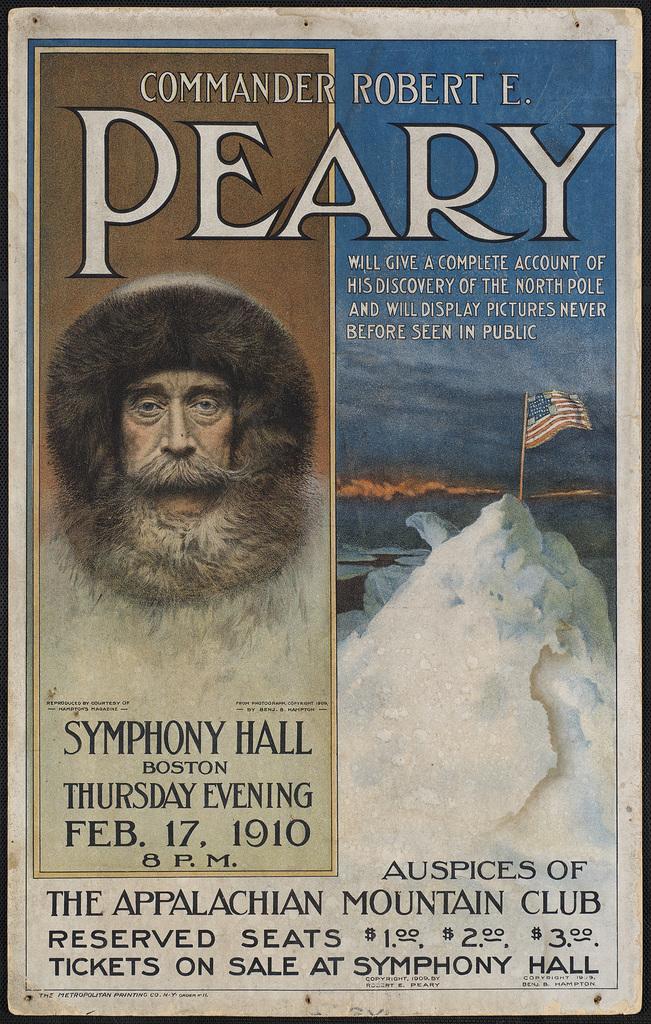 COMMANDER ROBERT E.
PEARY
WILL GIVE A COMPLETE ACCOUNT OF
HIS DISCOVERY OF THE NORTH POLE
AND WILL DISPLAY PICTURES NEVER
BEFORE SEEN IN PUBLIC
REPRODUCED BY COURTESY OF
— HAMPTON'S MAGAZINE —
FROM PHOTOGRAPH, COPYRIGHT 1909,
— BY BENJ. B. HAMPTON —
SYMPHONY HALL
BOSTON
THURSDAY EVENING
FEB. 17, 1910
8 P. M.
AUSPICES OF
THE APPALACHIAN MOUNTAIN CLUB
RESERVED SEATS $1.00, $2.00, $3.00.
TICKETS ON SALE AT SYMPHONY HALL
COPYRIGHT, 1909, BY
ROBERT E. PEARY
COPYRIGHT
BENJ. B. HAMPTON
THE METROPOLITAN PRINTING CO. N.Y.